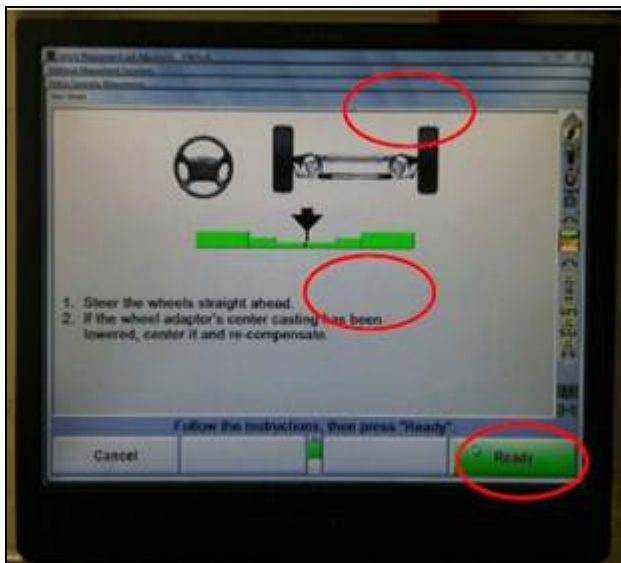 1. Steer the wheels straight ahead.
2. If the wheel adaptor's center casting has been
lowered, center it and re-compensate.
Follow the instructions, then press "Ready".
Cancel
Ready